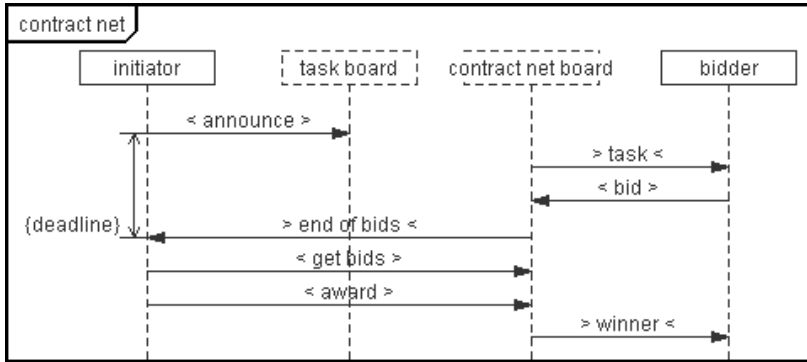 contract net
initiator
task board
contract net board
bidder
< announce >
> task <
< bid >
{deadline}
> end of bids <
< get bids >
< award >
> winner <